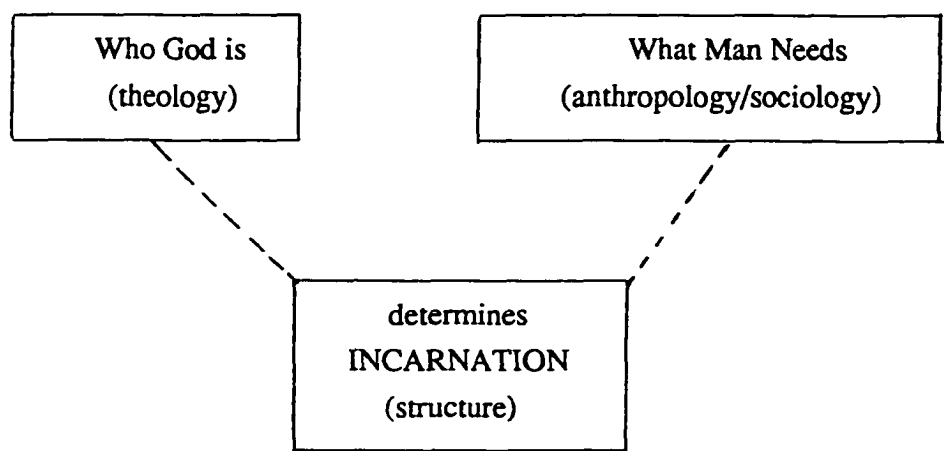 Who God is
(theology)
What Man Needs
(anthropology/sociology)
determines
INCARNATION
(structure)